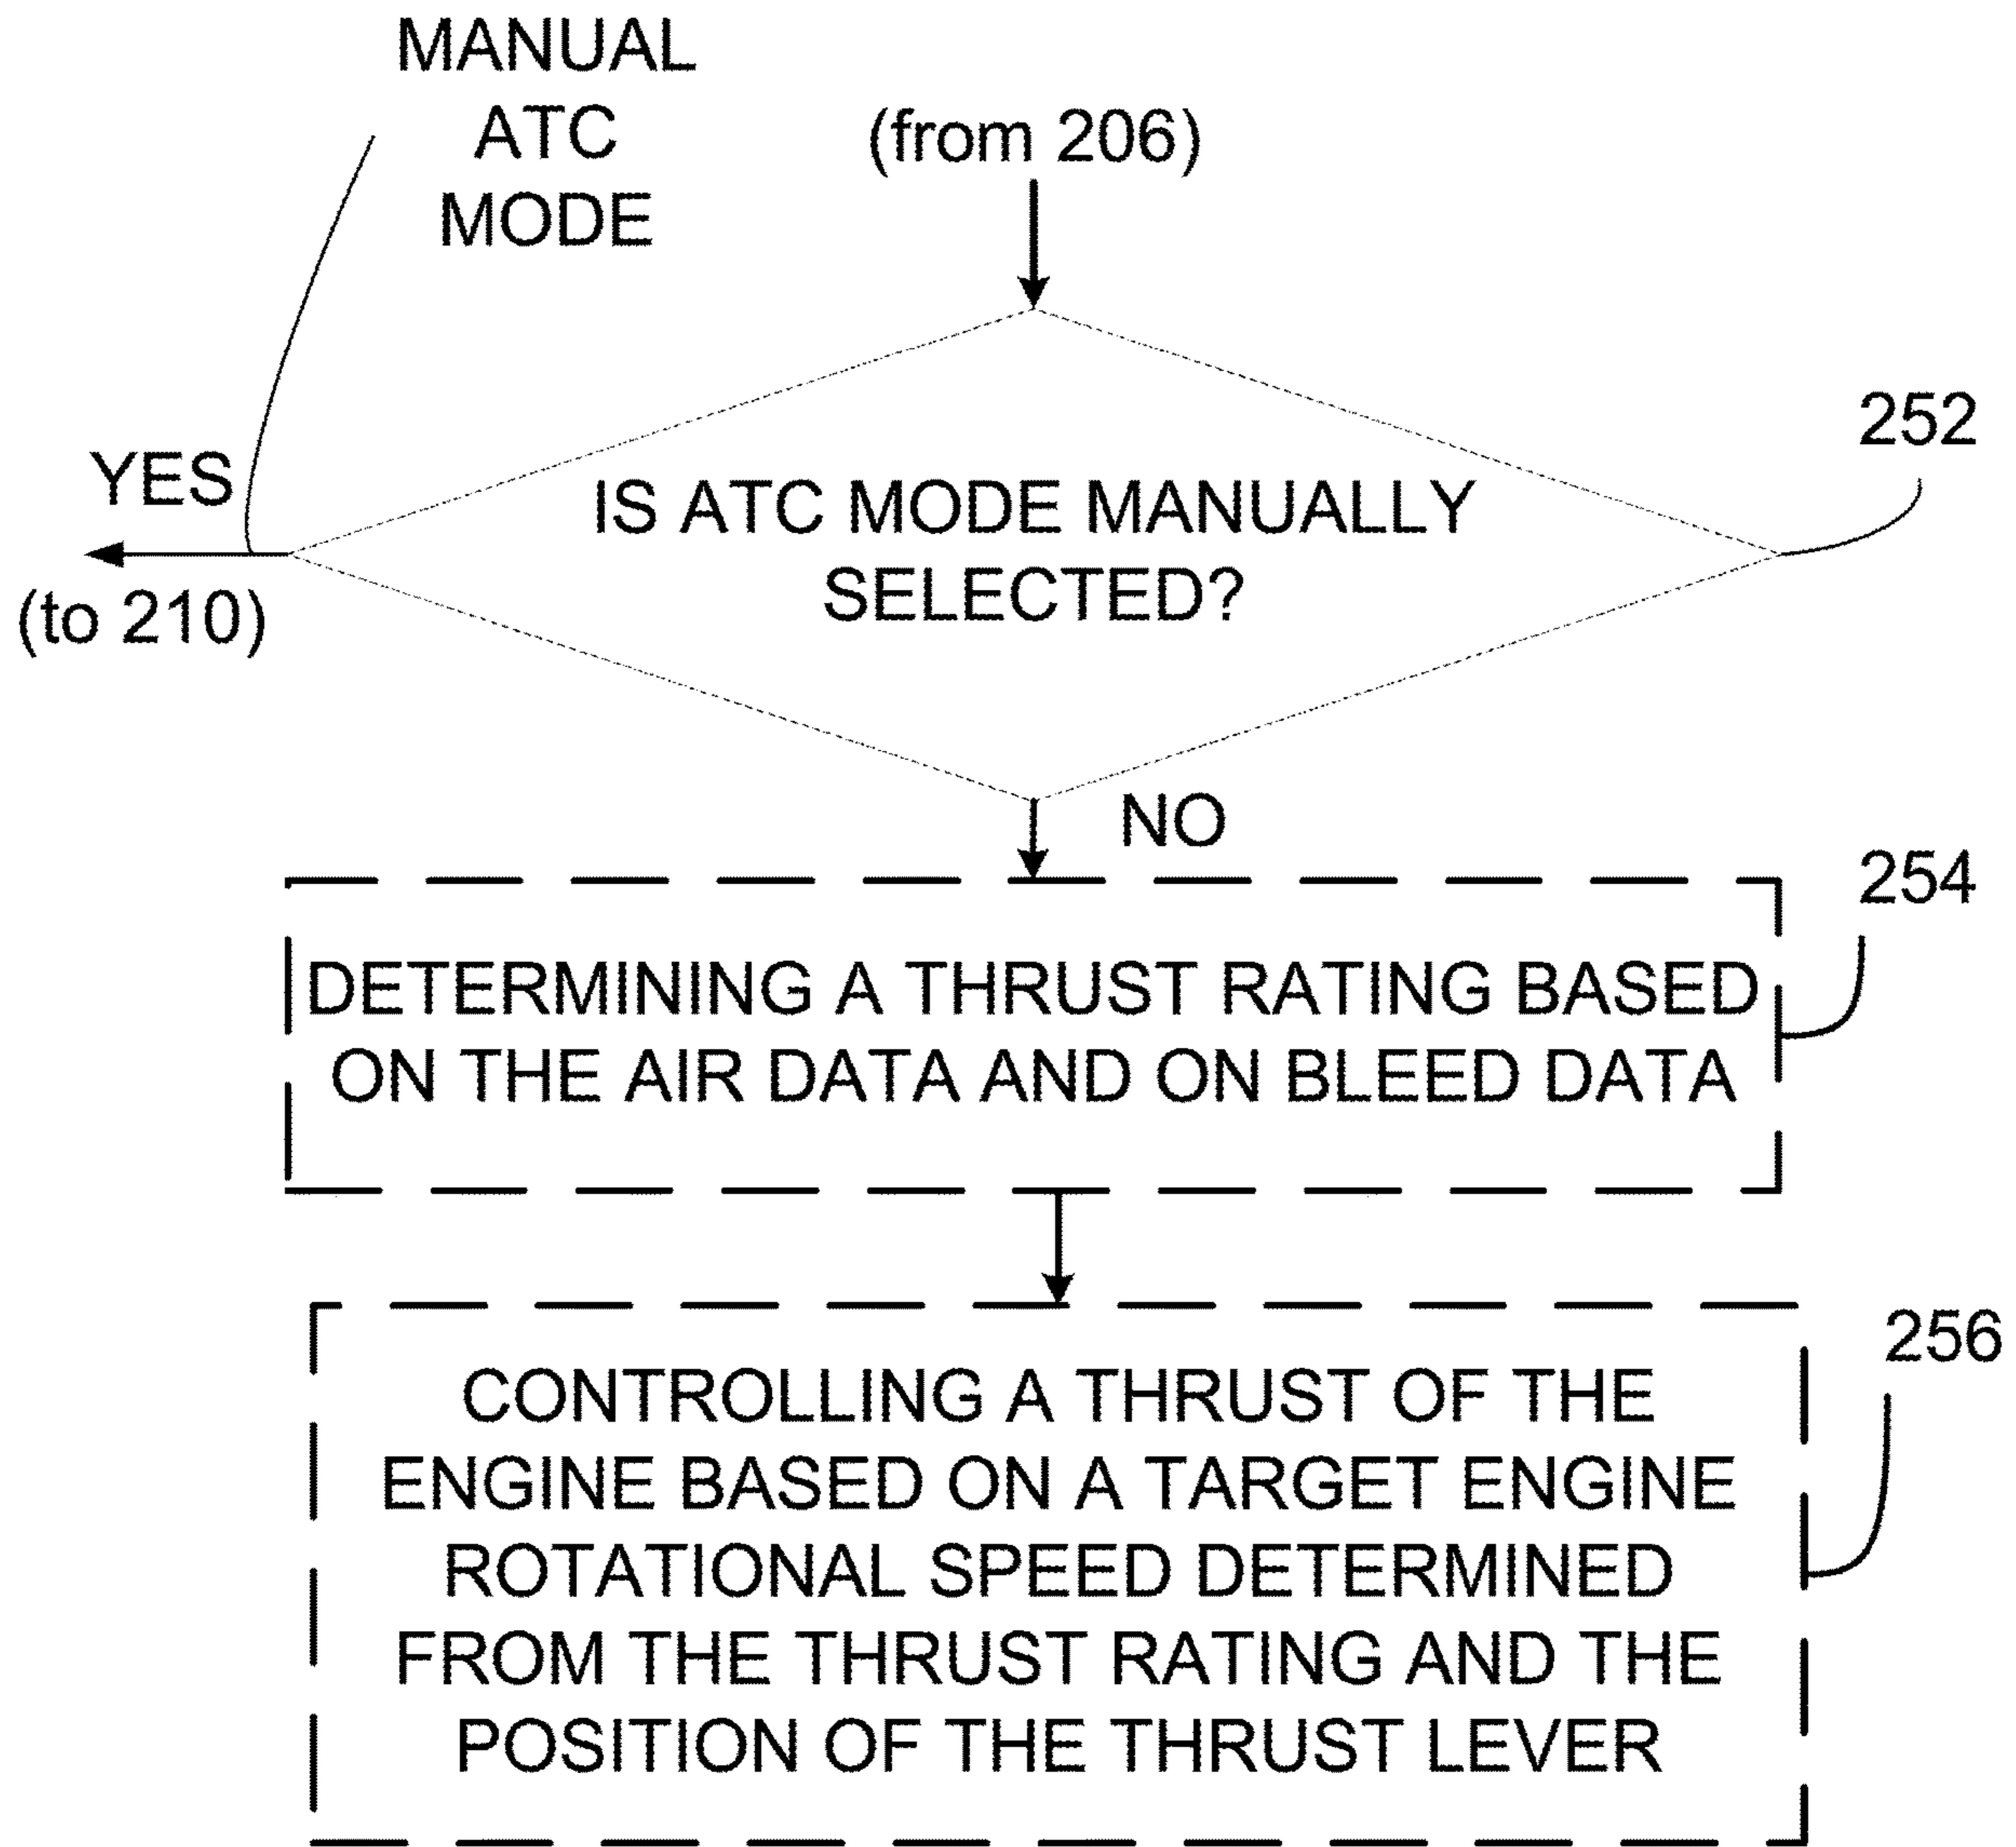 MANUAL
ATC
MODE
(from 206)
252
YES
(to 210)
IS ATC MODE MANUALLY
SELECTED?
NO
254
DETERMINING A THRUST RATING BASED
ON THE AIR DATA AND ON BLEED DATA
256
CONTROLLING A THRUST OF THE
ENGINE BASED ON A TARGET ENGINE
ROTATIONAL SPEED DETERMINED
FROM THE THRUST RATING AND THE
POSITION OF THE THRUST LEVER